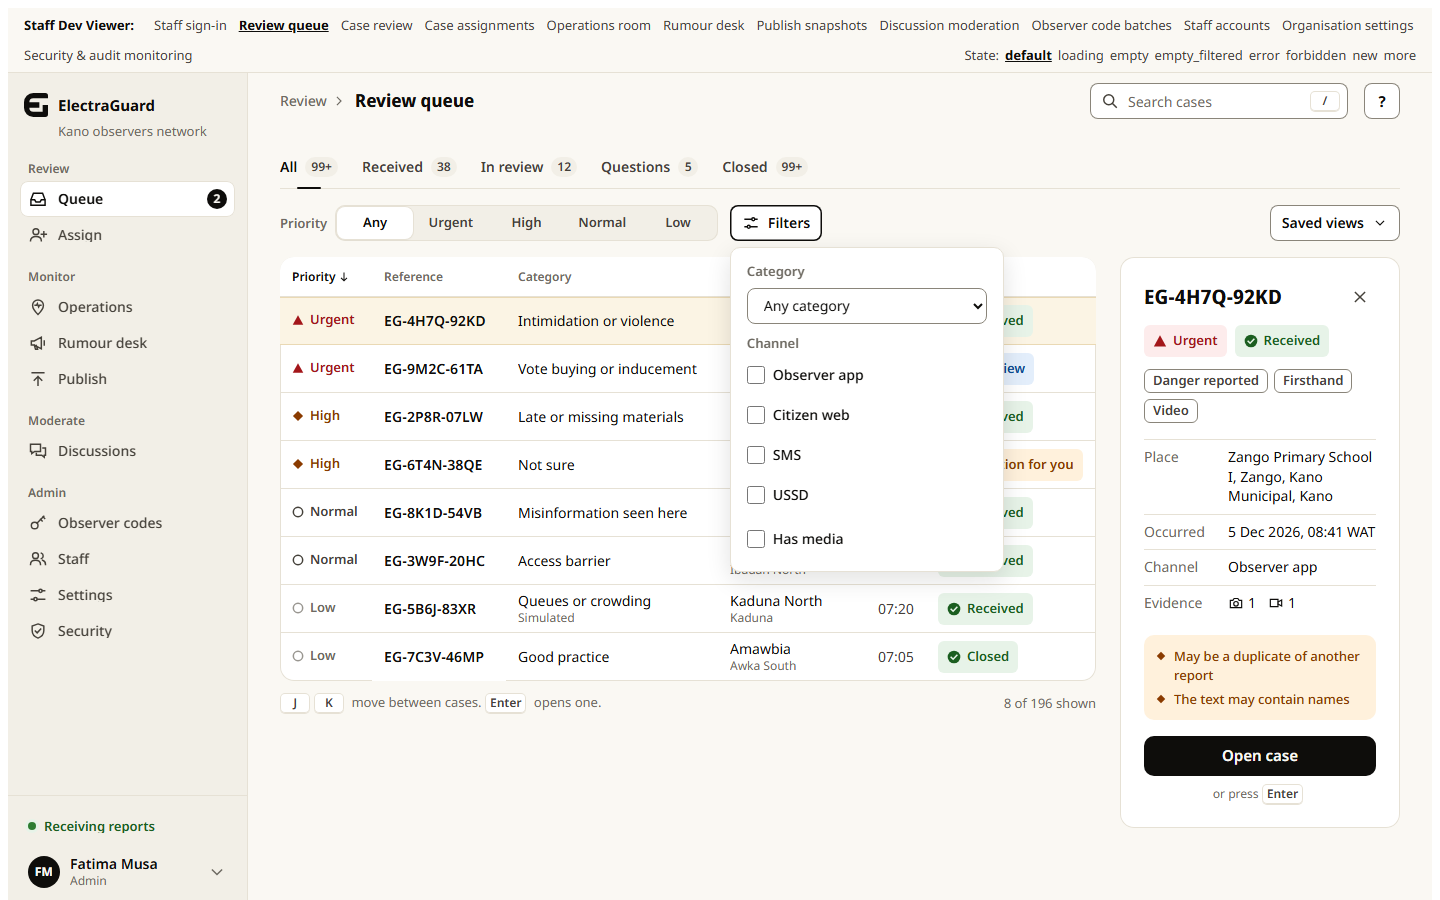 Staff Dev Viewer: Staff sign-in Review queue Case review Case assignments Operations room Rumour desk Publish snapshots Discussion moderation Observer code batches Staff accounts Organisation settings
Security & audit monitoring State: default loading empty empty_filtered error forbidden new more
ElectraGuard
Kano observers network
Review
Queue 2
Assign
Monitor
Operations
Rumour desk
Publish
Moderate
Discussions
Admin
Observer codes
Staff
Settings
Security
Receiving reports
FM Fatima Musa
Admin
Review > Review queue
Search cases /
?
All 99+ Received 38 In review 12 Questions 5 Closed 99+
Priority Any Urgent High Normal Low Filters Saved views
Priority ↓ Reference Category
Urgent EG-4H7Q-92KD Intimidation or violence
Urgent EG-9M2C-61TA Vote buying or inducement
High EG-2P8R-07LW Late or missing materials
High EG-6T4N-38QE Not sure for you
Normal EG-8K1D-54VB Misinformation seen here
Normal EG-3W9F-20HC Access barrier
Low EG-5B6J-83XR Queues or crowding Kaduna North 07:20 Received
Simulated Kaduna
Low EG-7C3V-46MP Good practice Amawbia 07:05 Closed
Awka South
J K move between cases. Enter opens one. 8 of 196 shown
Category
Any category
Channel
Observer app
Citizen web
SMS
USSD
Has media
EG-4H7Q-92KD
Urgent Received
Danger reported Firsthand
Video
Place Zango Primary School
I, Zango, Kano
Municipal, Kano
Occurred 5 Dec 2026, 08:41 WAT
Channel Observer app
Evidence 1 1
May be a duplicate of another
report
The text may contain names
Open case
or press Enter